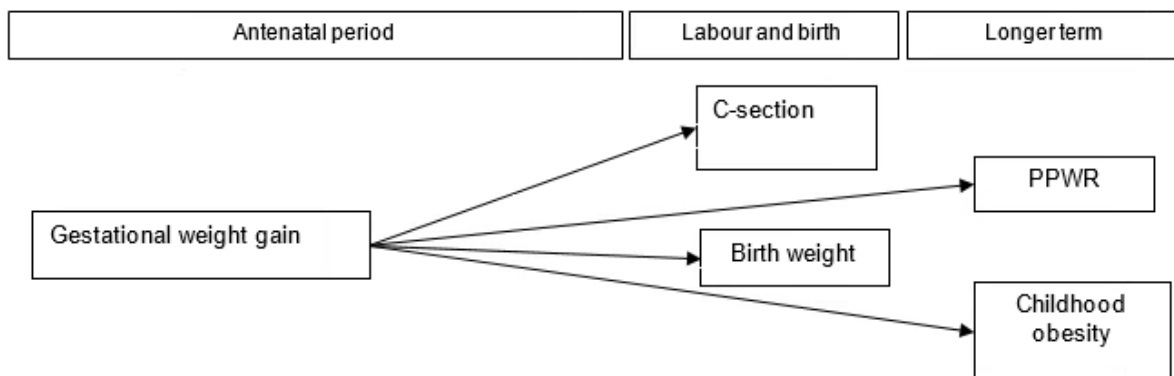 Antenatal period
Labour and birth
Longer term
C-section
PPWR
Gestational weight gain
Birth weight
Childhood
obesity